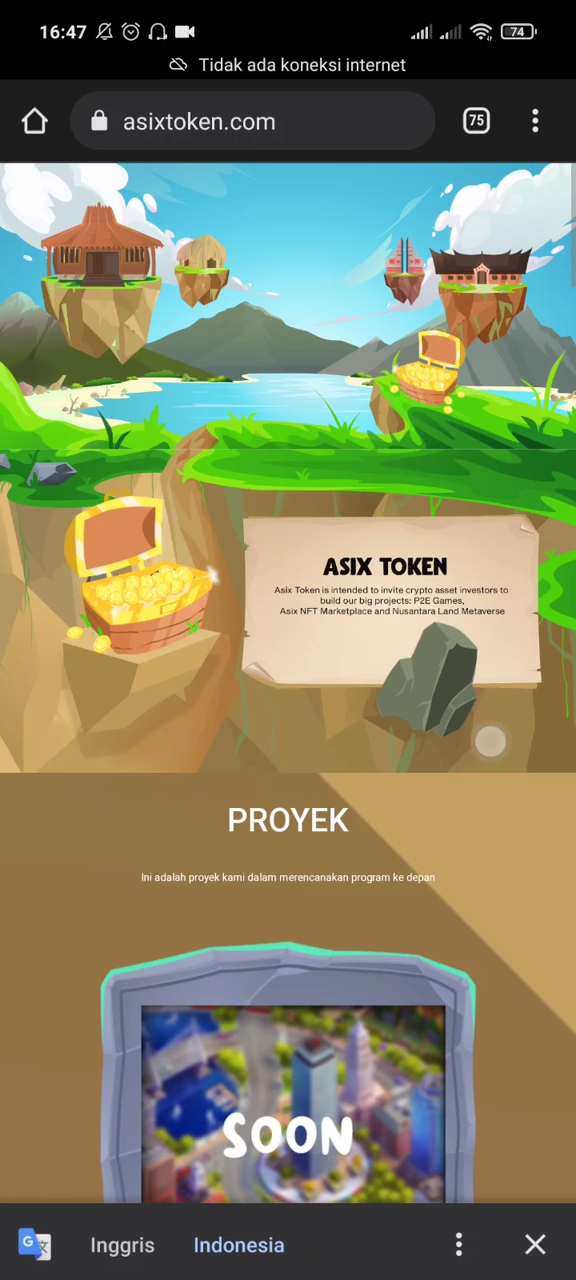 16:47
74
Tidak ada koneksi internet
asixtoken.com
75
ASIX TOKEN
Asix Token is intended to invite crypto asset investors to
build our big projects: P2E Games,
Asix NFT Marketplace and Nusantara Land Metaverse
PROYEK
Ini adalah proyek kami dalam merencanakan program ke depan
SOON
G 文
Inggris
Indonesia